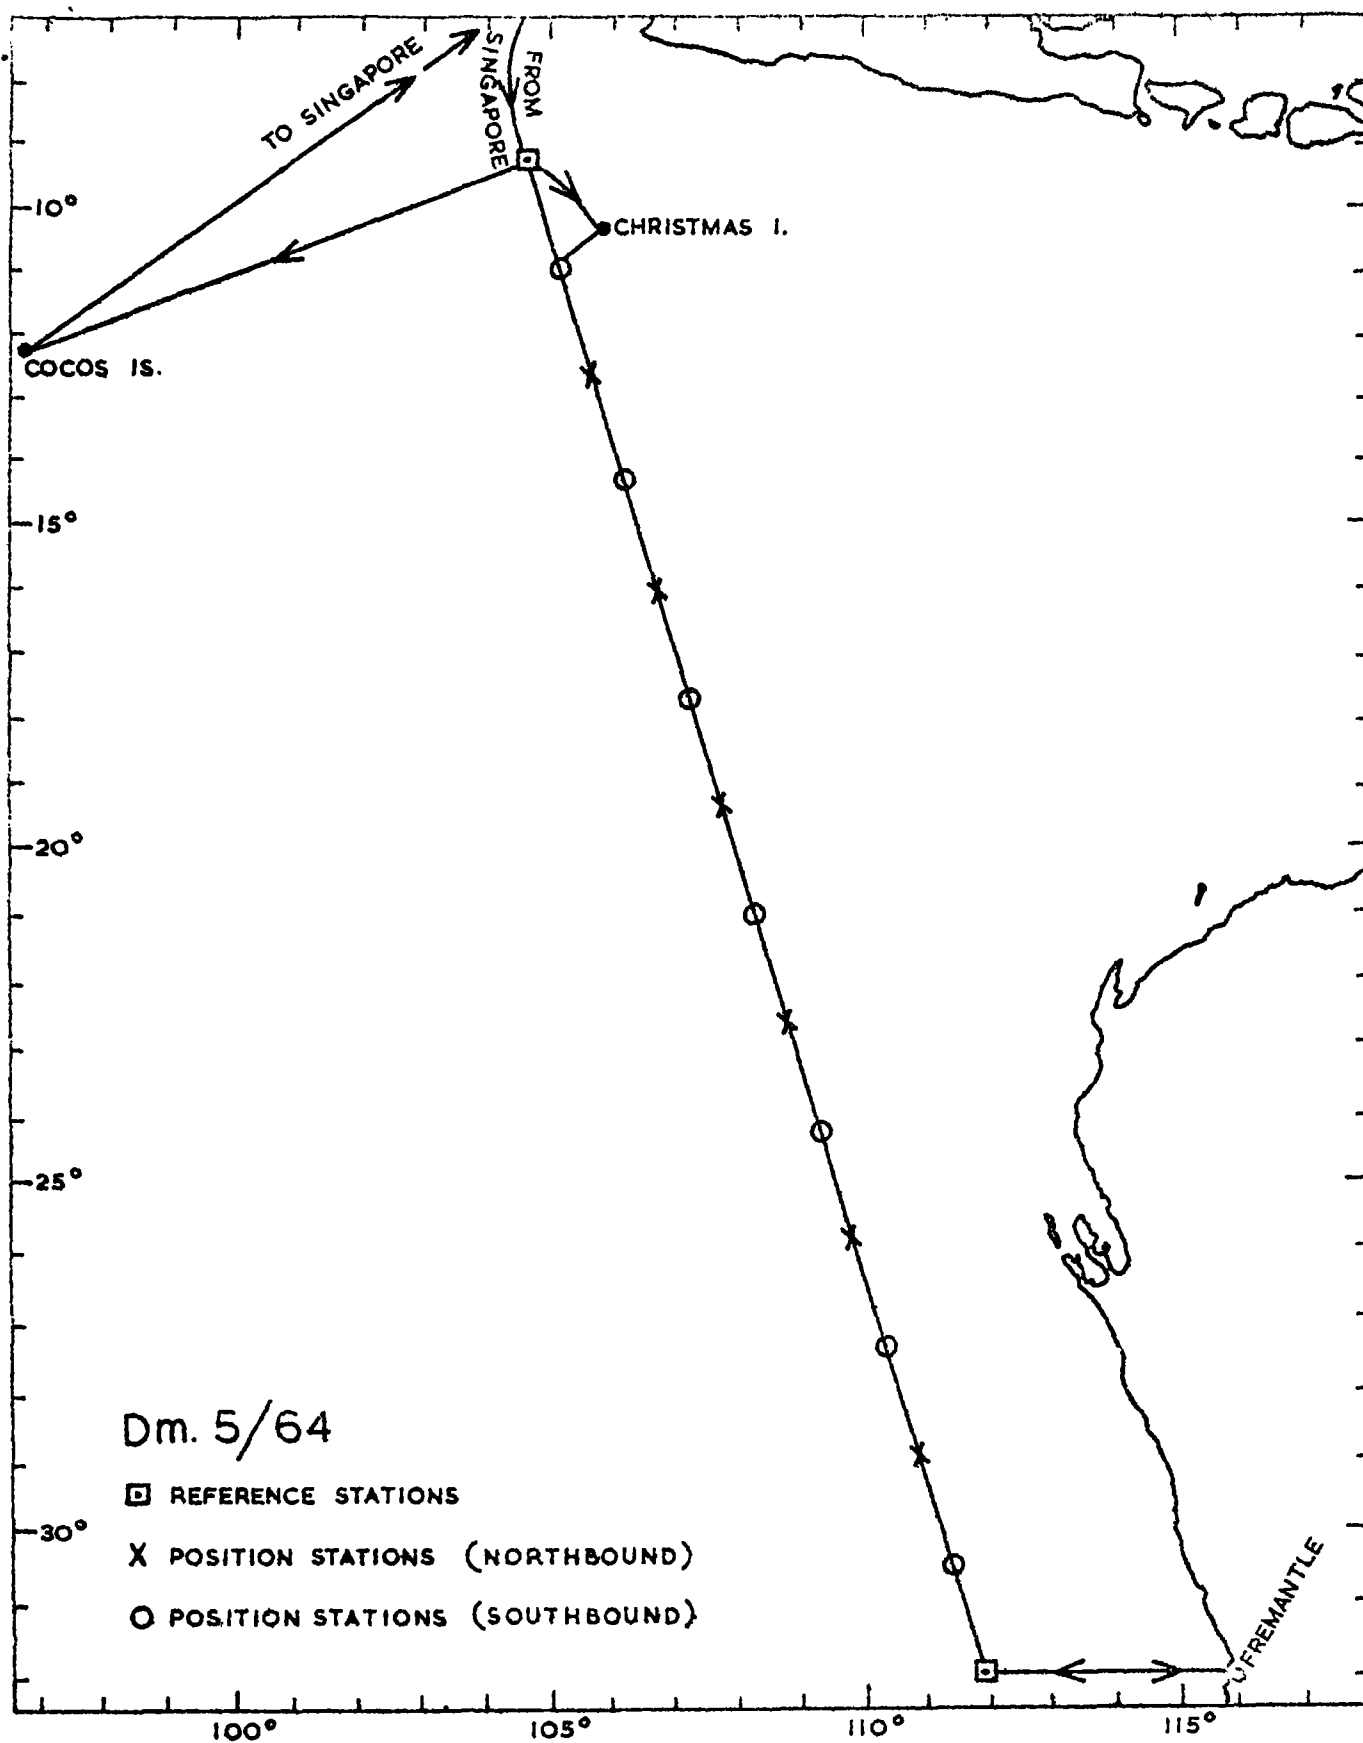 TO SINGAPORE
FROM
SINGAPORE
10°
CHRISTMAS I.
COCOS IS.
15°
20°
25°
Dm. 5/64
REFERENCE STATIONS
30°
X POSITION STATIONS (NORTHBOUND)
O POSITION STATIONS (SOUTHBOUND)
FREMANTLE
100° 105° 110° 115°